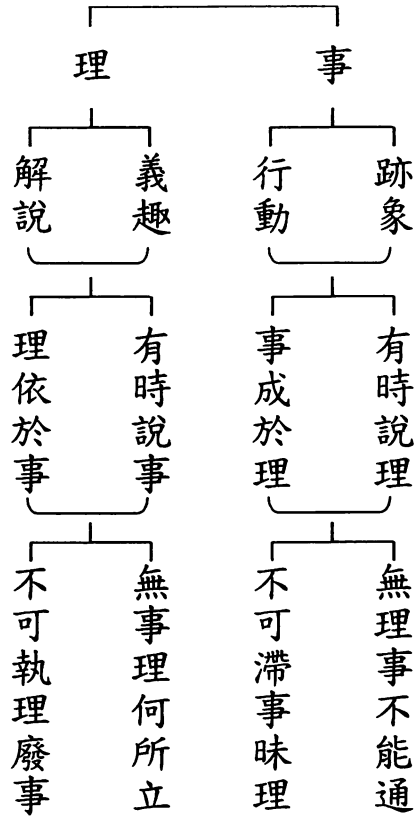 事
跡象
行動
有時說理
事成於理
無理事不能通
不可滯事昧理
理
義趣
解說
有時說事
理依於事
無事理何所立
不可執理廢事